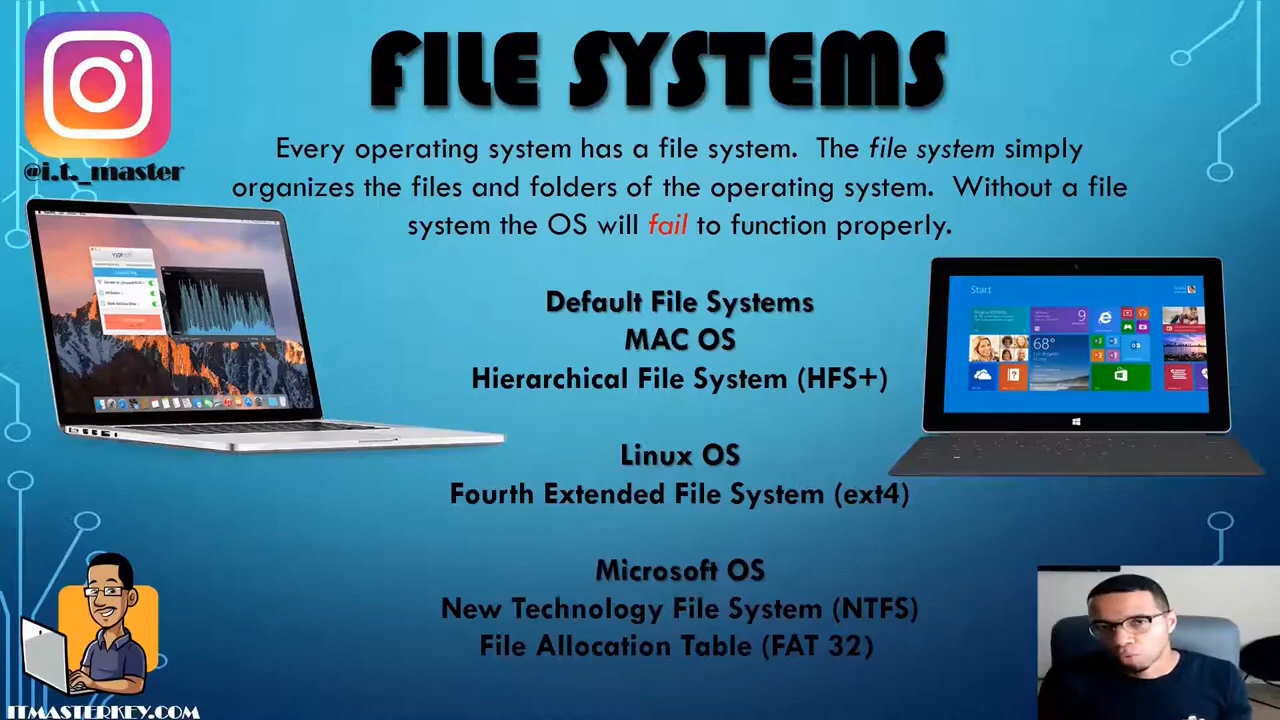 FILE SYSTEMS
@i.t._master
Every operating system has a file system. The file system simply
organizes the files and folders of the operating system. Without a file
system the OS will fail to function properly.
Default File Systems
MAC OS
Hierarchical File System (HFS+)
Linux OS
Fourth Extended File System (ext4)
Microsoft OS
New Technology File System (NTFS)
File Allocation Table (FAT 32)
Start
9
68°
ITMASTERKEY.COM